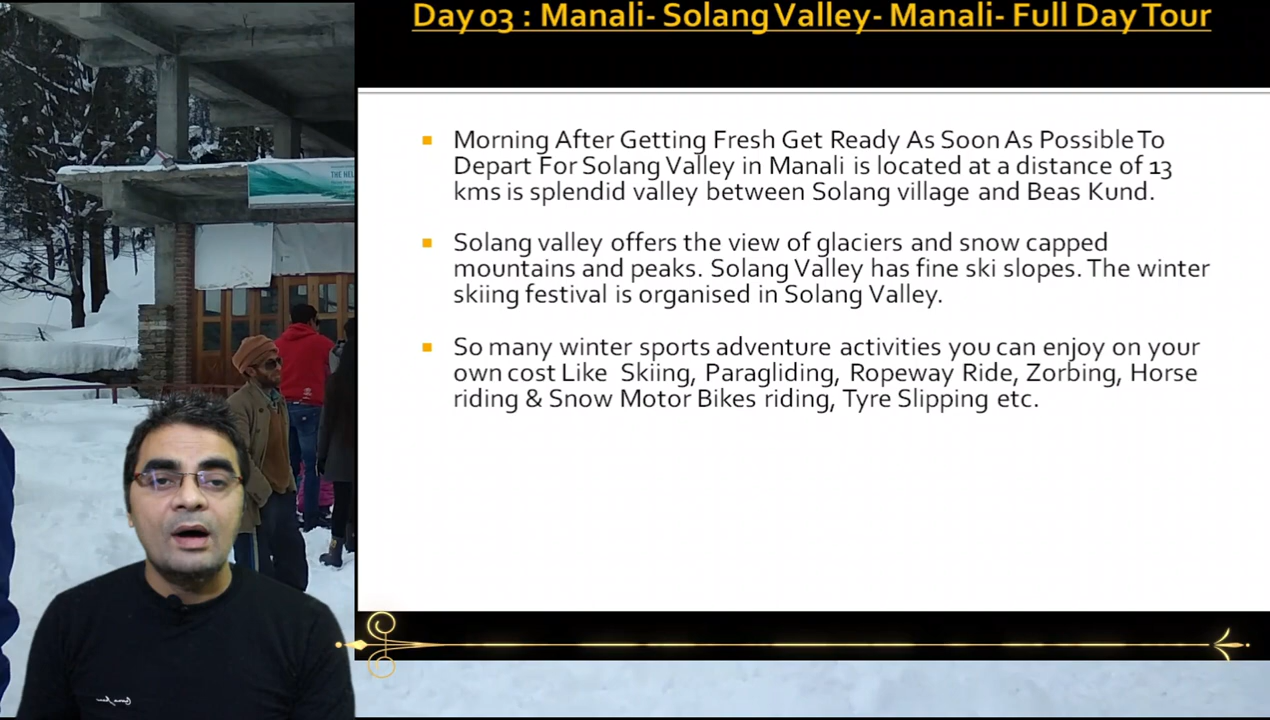 Day 03 : Manali- Solang Valley- Manali- Full Day Tour
Morning After Getting Fresh Get Ready As Soon As Possible To
Depart For Solang Valley in Manali is located at a distance of 13
kms is splendid valley between Solang village and Beas Kund.
Solang valley offers the view of glaciers and snow capped
mountains and peaks. Solang Valley has fine ski slopes. The winter
skiing festival is organised in Solang Valley.
So many winter sports adventure activities you can enjoy on your
own cost Like Skiing, Paragliding, Ropeway Ride, Zorbing, Horse
riding & Snow Motor Bikes riding, Tyre Slipping etc.
THE HEL